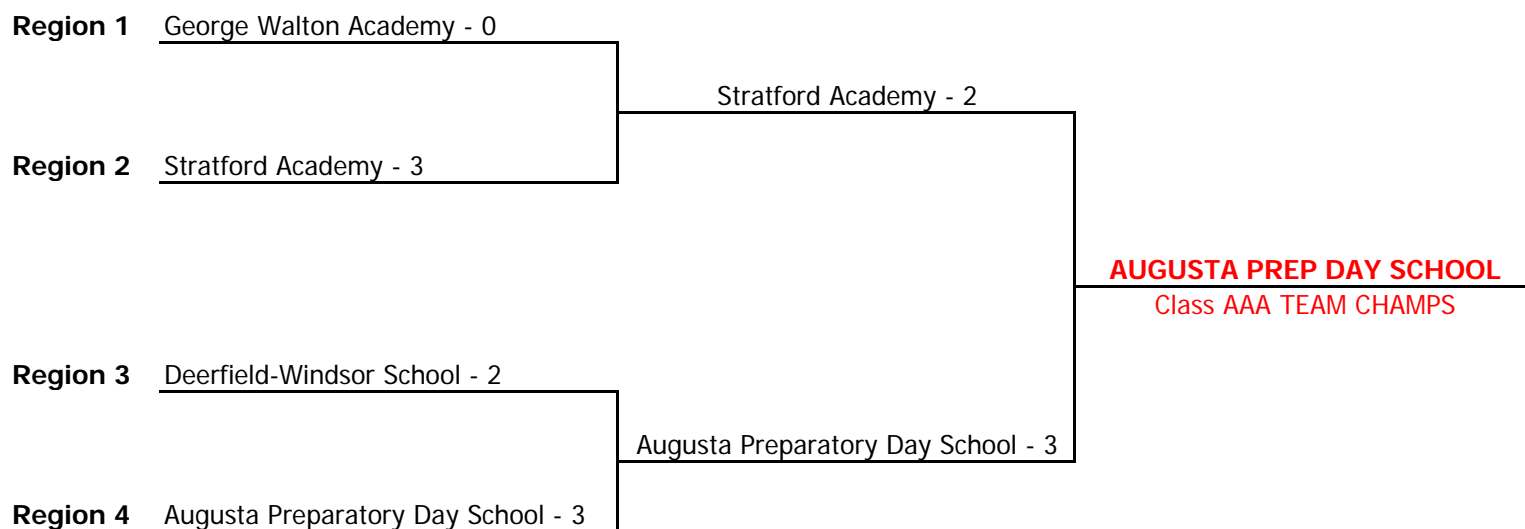 Region 1 George Walton Academy - 0
Stratford Academy - 2
Region 2 Stratford Academy - 3
AUGUSTA PREP DAY SCHOOL
Class AAA TEAM CHAMPS
Region 3 Deerfield-Windsor School - 2
Augusta Preparatory Day School - 3
Region 4 Augusta Preparatory Day School - 3